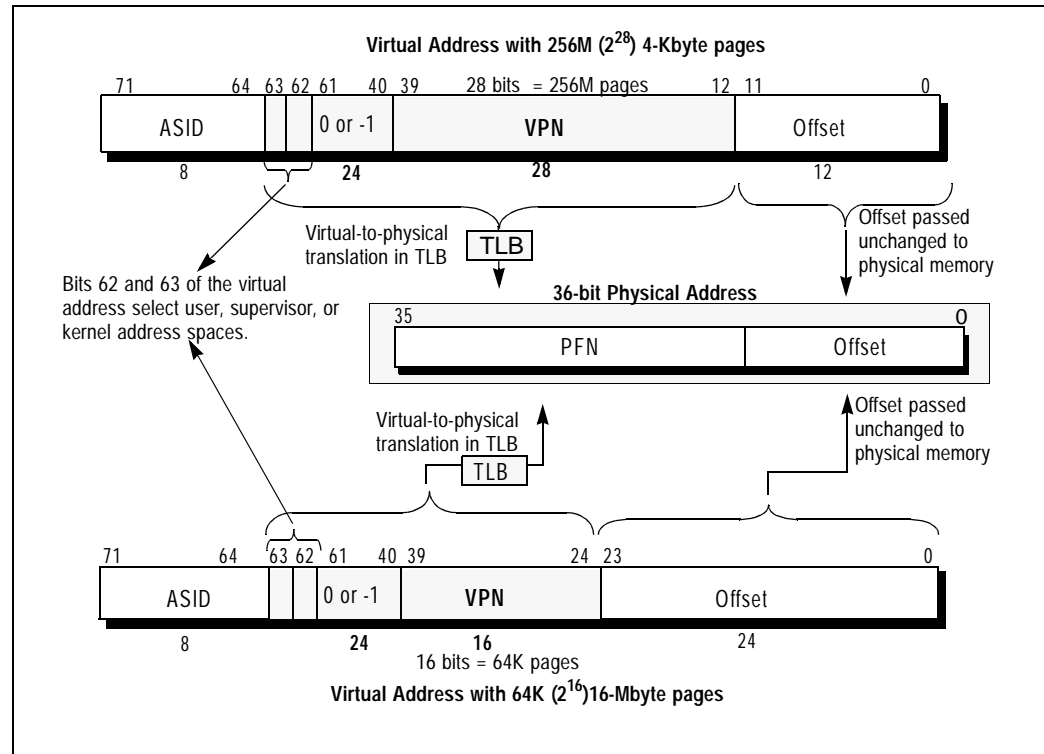 Virtual Address with 256M (2^28) 4-Kbyte pages
71 64 63 62 61 40 39 28 bits = 256M pages 12 11 0
ASID 0 or -1 VPN Offset
8 24 28 12
Virtual-to-physical
translation in TLB
TLB
Offset passed
unchanged to
physical memory
Bits 62 and 63 of the virtual
address select user, supervisor, or
kernel address spaces.
36-bit Physical Address
35 0
PFN Offset
Virtual-to-physical
translation in TLB
TLB
Offset passed
unchanged to
physical memory
71 64 63 62 61 40 39 24 23 0
ASID 0 or -1 VPN Offset
8 24 16 24
16 bits = 64K pages
Virtual Address with 64K (2^16)16-Mbyte pages